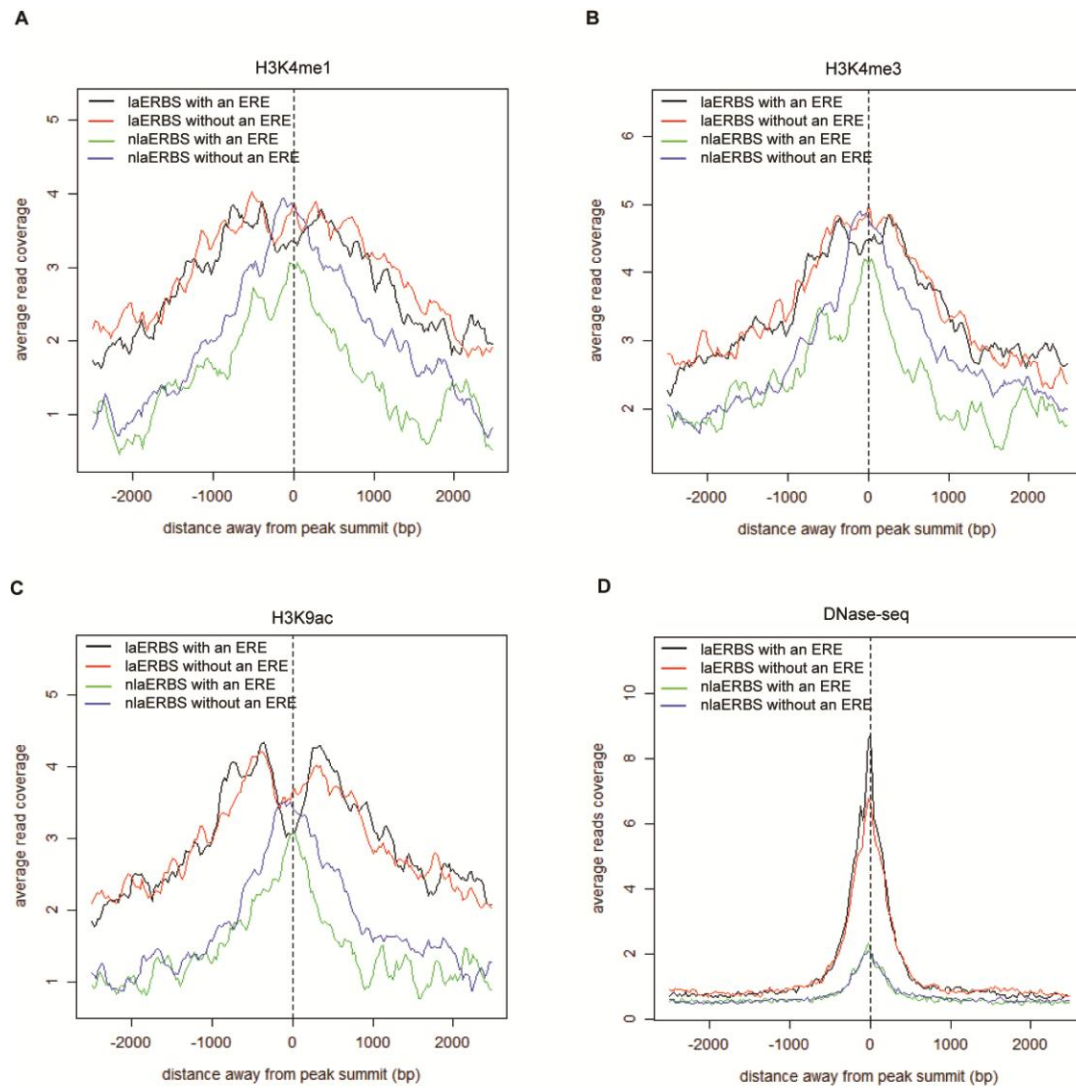 A
H3K4me1
laERBS with an ERE
laERBS without an ERE
nlaERBS with an ERE
nlaERBS without an ERE
average read coverage
5
4
3
2
1
-2000 -1000 0 1000 2000
distance away from peak summit (bp)
B
H3K4me3
laERBS with an ERE
laERBS without an ERE
nlaERBS with an ERE
nlaERBS without an ERE
average read coverage
6
5
4
3
2
-2000 -1000 0 1000 2000
distance away from peak summit (bp)
C
H3K9ac
laERBS with an ERE
laERBS without an ERE
nlaERBS with an ERE
nlaERBS without an ERE
average read coverage
5
4
3
2
1
-2000 -1000 0 1000 2000
distance away from peak summit (bp)
D
DNase-seq
laERBS with an ERE
laERBS without an ERE
nlaERBS with an ERE
nlaERBS without an ERE
average reads coverage
10
8
6
4
2
0
-2000 -1000 0 1000 2000
distance away from peak summit (bp)